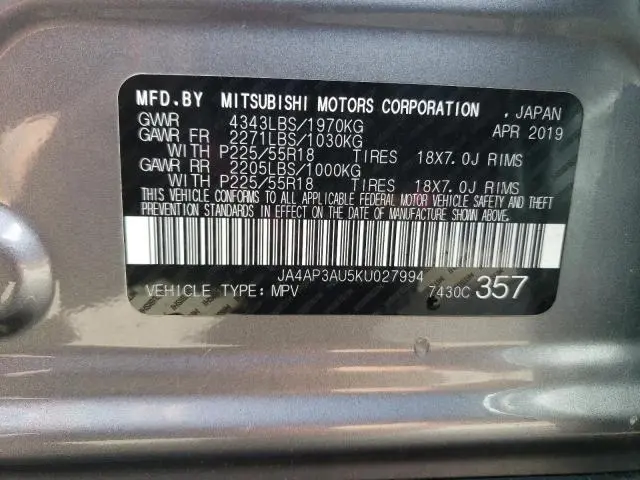 MFD.BY MITSUBISHI MOTORS CORPORATION , JAPAN
GVWR 4343LBS/1970KG APR 2019
GAWR FR 2271LBS/1030KG
WITH P225/55R18 TIRES 18X7.0J RIMS
GAWR RR 2205LBS/1000KG
WITH P225/55R18 TIRES 18X7.0J RIMS
THIS VEHICLE CONFORMS TO ALL APPLICABLE FEDERAL MOTOR VEHICLE SAFETY AND THEFT
PREVENTION STANDARDS IN EFFECT ON THE DATE OF MANUFACTURE SHOWN ABOVE.
JA4AP3AU5KU027994
VEHICLE TYPE: MPV 7430C 357